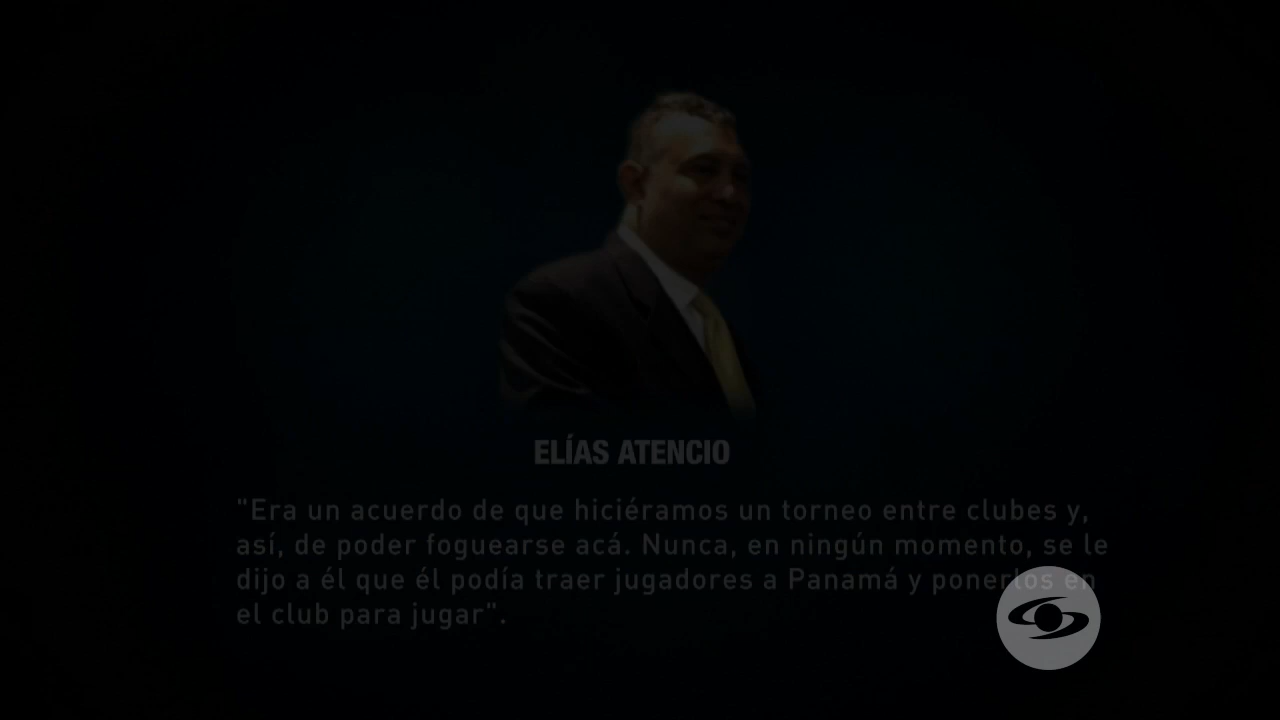 ELÍAS ATENCIO
"Era un acuerdo de que hiciéramos un torneo entre clubes y,
así, de poder foguearse acá. Nunca, en ningún momento, se le
dijo a él que él podía traer jugadores a Panamá y ponerlos en
el club para jugar".